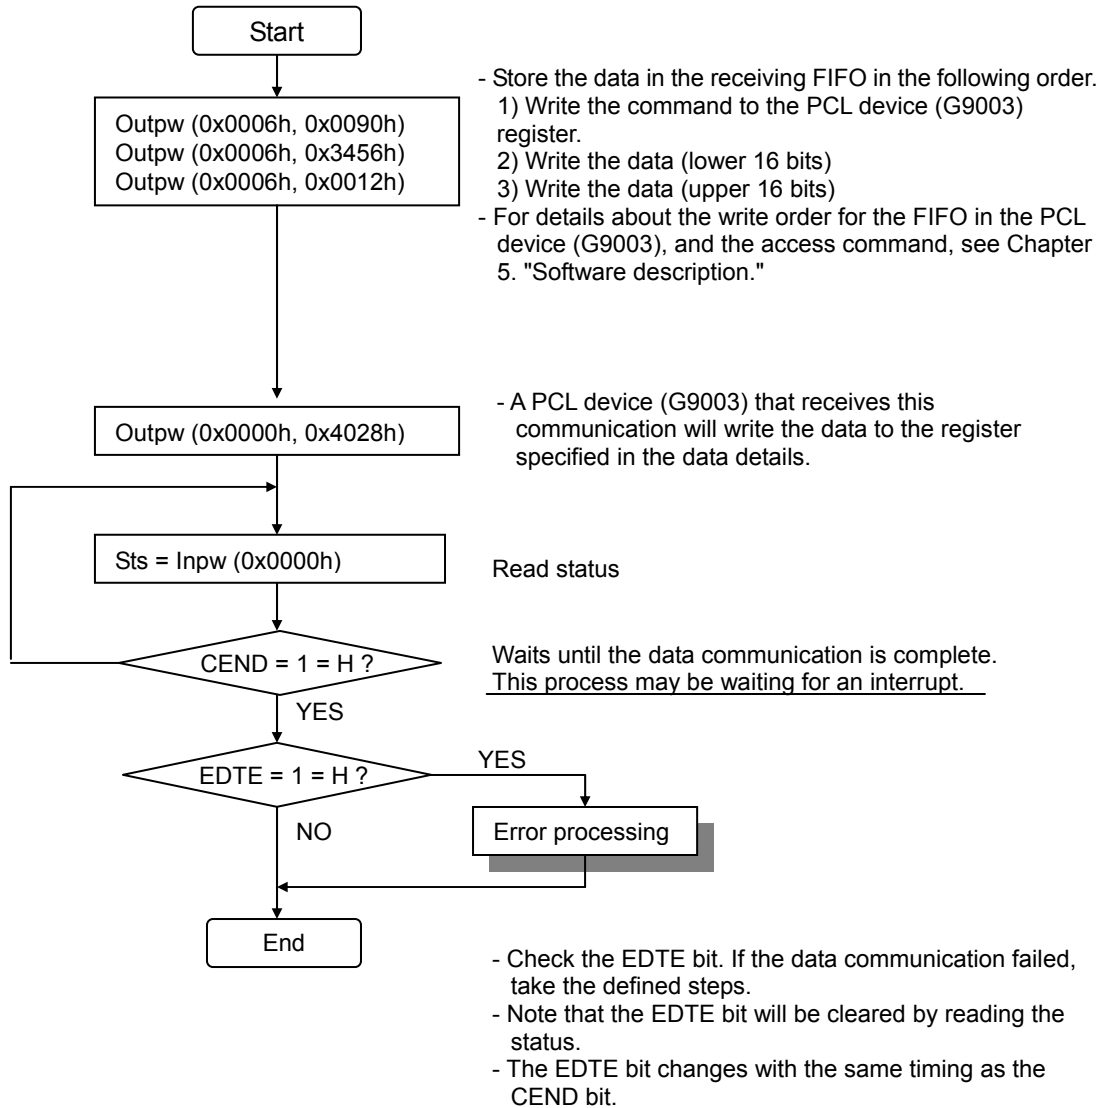 Start
- Store the data in the receiving FIFO in the following order.
1) Write the command to the PCL device (G9003)
register.
2) Write the data (lower 16 bits)
3) Write the data (upper 16 bits)
- For details about the write order for the FIFO in the PCL
device (G9003), and the access command, see Chapter
5. "Software description."
Outpw (0x0006h, 0x0090h)
Outpw (0x0006h, 0x3456h)
Outpw (0x0006h, 0x0012h)
Outpw (0x0000h, 0x4028h)
- A PCL device (G9003) that receives this
communication will write the data to the register
specified in the data details.
Sts = Inpw (0x0000h)
Read status
CEND = 1 = H ?
Waits until the data communication is complete.
This process may be waiting for an interrupt.
YES
EDTE = 1 = H ?
YES
NO
Error processing
End
- Check the EDTE bit. If the data communication failed,
take the defined steps.
- Note that the EDTE bit will be cleared by reading the
status.
- The EDTE bit changes with the same timing as the
CEND bit.